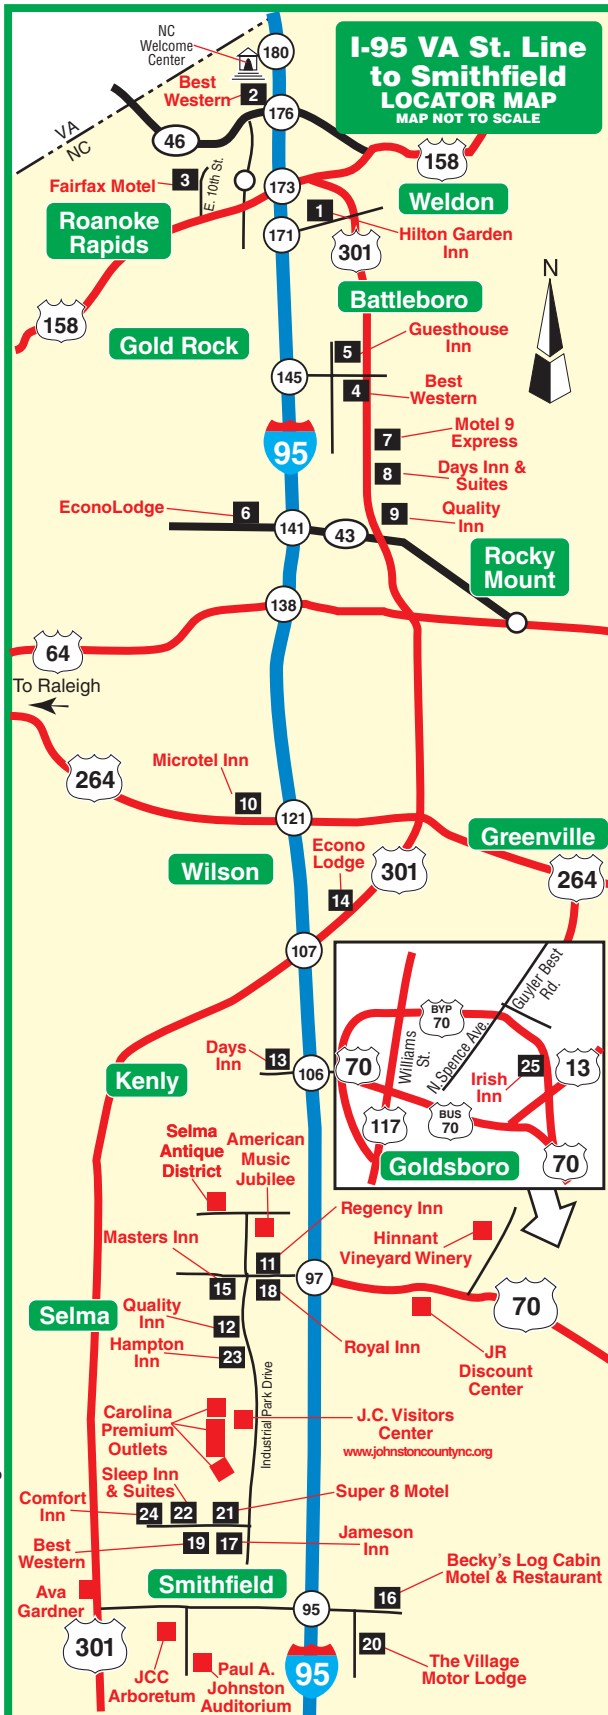 I-95 VA St. Line
to Smithfield
LOCATOR MAP
MAP NOT TO SCALE
NC
Welcome
Center
180
Best
Western
2
176
VA
NC
46
158
Fairfax Motel
3
E. 10th St.
173
Weldon
1
Roanoke
Rapids
171
Hilton Garden
Inn
301
N
158
Battleboro
Gold Rock
Guesthouse
Inn
5
145
4
Best
Western
95
7
Motel 9
Express
8
Days Inn &
Suites
EconoLodge
6
9
Quality
Inn
141
43
Rocky
Mount
138
64
To Raleigh
264
Microtel Inn
10
121
Greenville
Econo
Lodge
Wilson
301
264
14
107
Guyler Best
Rd.
BYP
70
Williams
St.
N. Spence Ave.
Days
Inn
13
106
70
25
13
Irish
Inn
Kenly
BUS
70
117
Goldsboro
70
Selma
Antique
District
American
Music
Jubilee
Regency Inn
Masters Inn
Hinnant
Vineyard Winery
11
97
15
18
70
Selma
Quality
Inn
12
Royal Inn
Hampton
Inn
23
JR
Discount
Center
Industrial Park Drive
Carolina
Premium
Outlets
J.C. Visitors
Center
www.johnstoncountync.org
Sleep Inn
& Suites
Super 8 Motel
Comfort
Inn
24
22
21
Best
Western
19
17
Jameson
Inn
Becky's Log Cabin
Motel & Restaurant
Smithfield
Ava
Gardner
16
95
301
20
The Village
Motor Lodge
JCC
Arboretum
Paul A.
Johnston
Auditorium
95